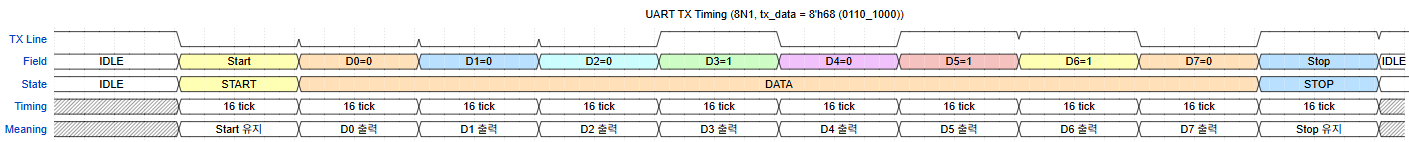 UART TX Timing (8N1, tx_data = 8'h68 (0110_1000))
TX Line
Field IDLE Start D0=0 D1=0 D2=0 D3=1 D4=0 D5=1 D6=1 D7=0 Stop IDLE
State IDLE START DATA STOP
Timing 16 tick 16 tick 16 tick 16 tick 16 tick 16 tick 16 tick 16 tick 16 tick 16 tick
Meaning Start 유지 D0 출력 D1 출력 D2 출력 D3 출력 D4 출력 D5 출력 D6 출력 D7 출력 Stop 유지